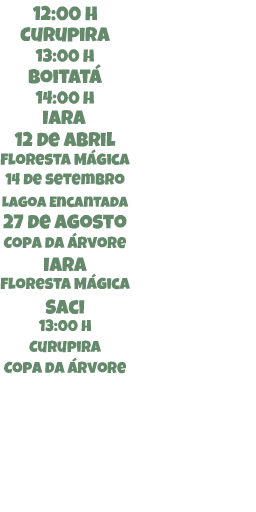 12:00 H
CURUPIRA
13:00 H
BOITATÁ
14:00 H
IARA
12 DE ABRIL
FLORESTA MÁGICA
14 DE SETEMBRO
LAGOA ENCANTADA
27 DE AGOSTO
COPA DA ÁRVORE
IARA
FLORESTA MÁGICA
SACI
13:00 H
CURUPIRA
COPA DA ÁRVORE